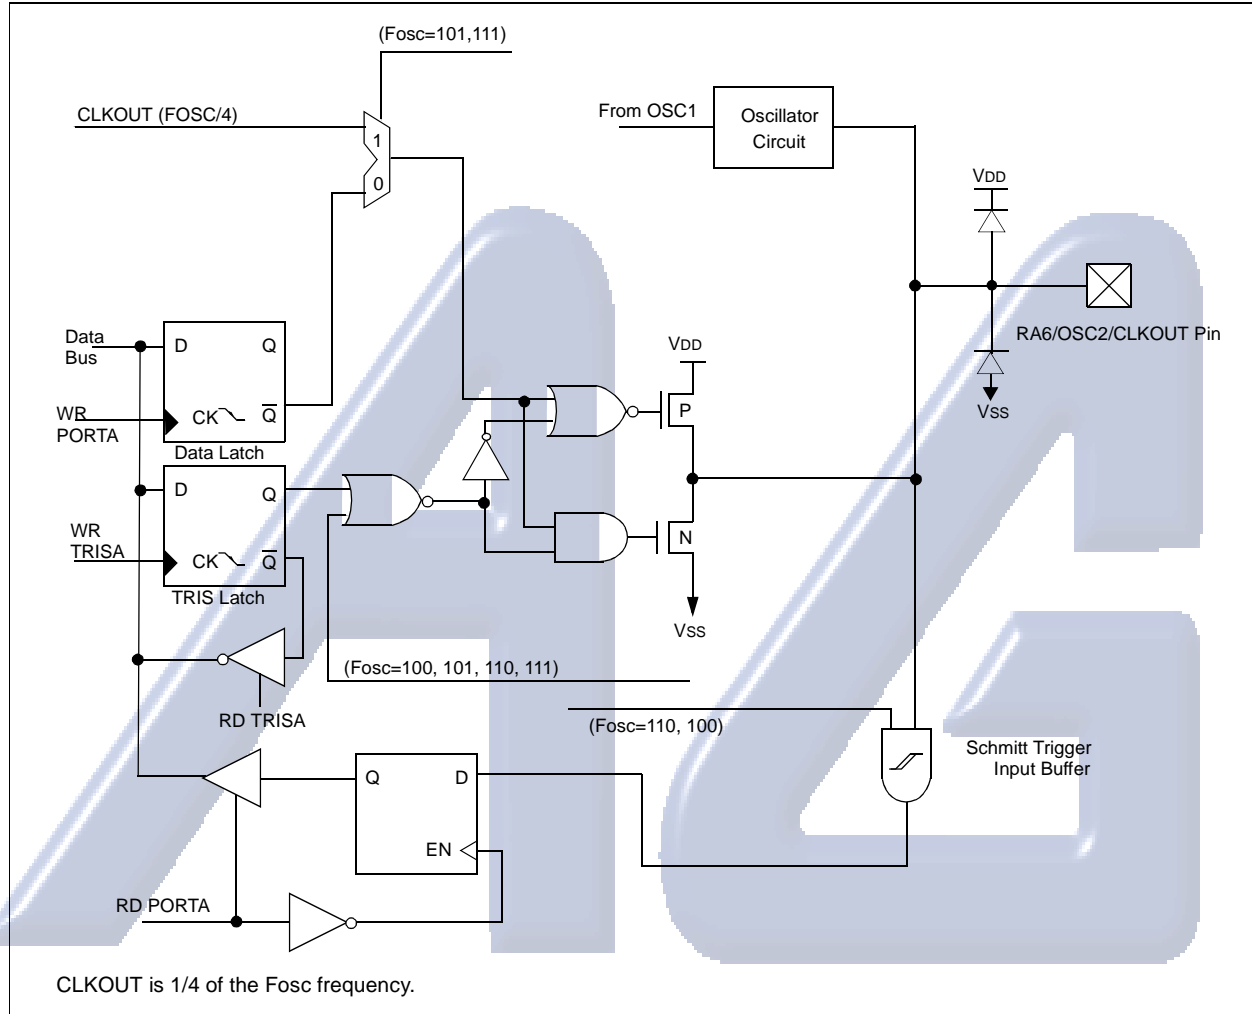 (Fosc=101,111)
CLKOUT (FOSC/4)
1
0
From OSC1
Oscillator
Circuit
VDD
RA6/OSC2/CLKOUT Pin
VSS
Data
Bus
D
Q
WR
PORTA
CK
Q
Data Latch
VDD
P
D
Q
WR
TRISA
CK
Q
TRIS Latch
N
VSS
(Fosc=100, 101, 110, 111)
RD TRISA
(Fosc=110, 100)
Schmitt Trigger
Input Buffer
Q
D
EN
RD PORTA
CLKOUT is 1/4 of the Fosc frequency.
AG